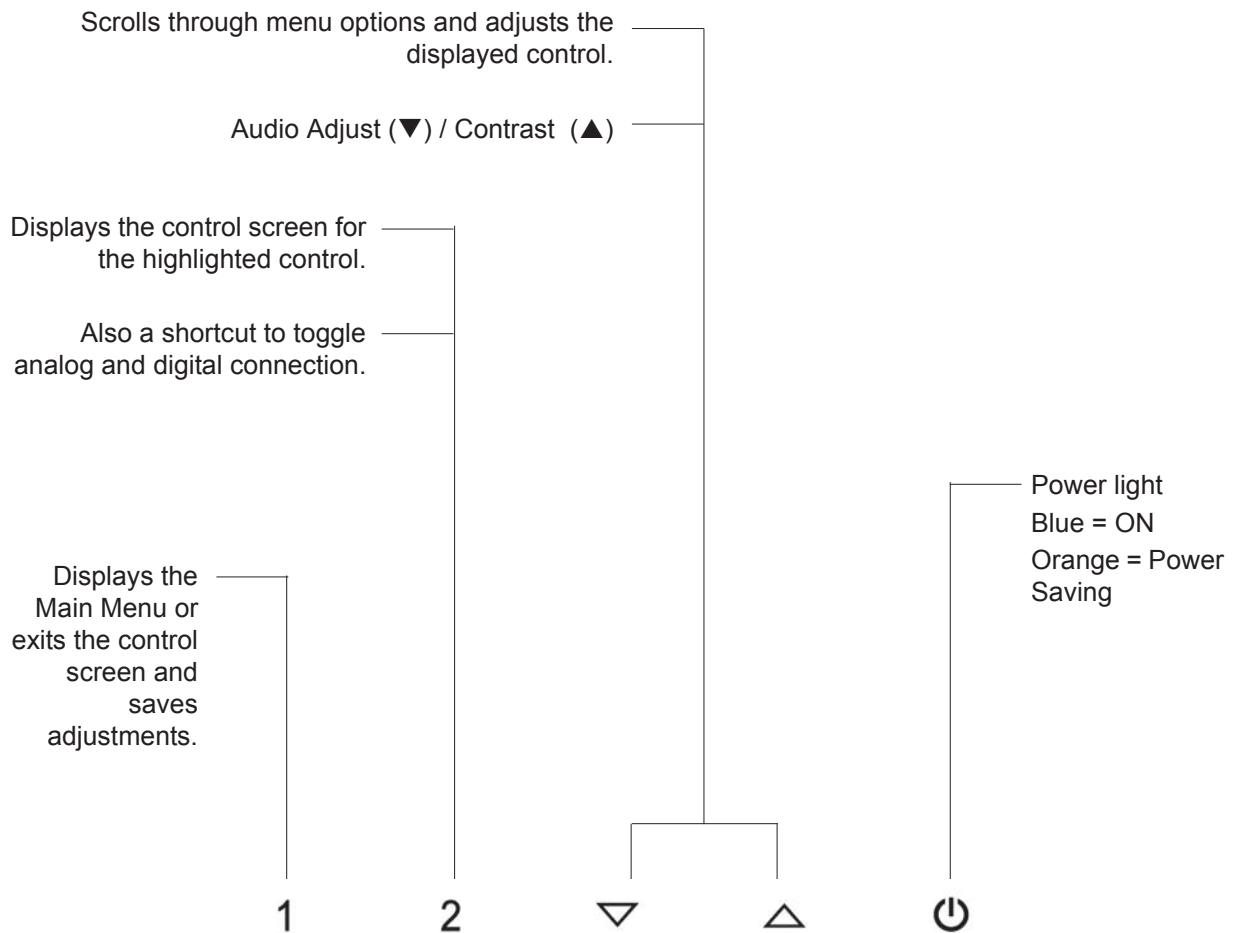 Scrolls through menu options and adjusts the
displayed control.
Audio Adjust (▼) / Contrast (▲)
Displays the control screen for
the highlighted control.
Also a shortcut to toggle
analog and digital connection.
Power light
Blue = ON
Orange = Power
Saving
Displays the
Main Menu or
exits the control
screen and
saves
adjustments.
1 2 ▽ △ ⏻